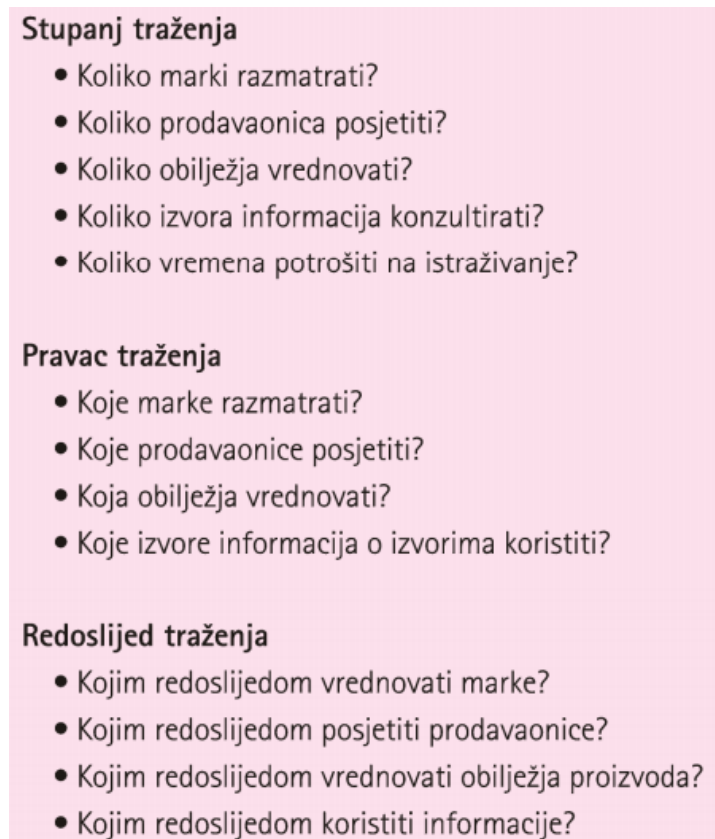 Stupanj traženja
• Koliko marki razmatrati?
• Koliko prodavaonica posjetiti?
• Koliko obilježja vrednovati?
• Koliko izvora informacija konzultirati?
• Koliko vremena potrošiti na istraživanje?
Pravac traženja
• Koje marke razmatrati?
• Koje prodavaonice posjetiti?
• Koja obilježja vrednovati?
• Koje izvore informacija o izvorima koristiti?
Redoslijed traženja
• Kojim redoslijedom vrednovati marke?
• Kojim redoslijedom posjetiti prodavaonice?
• Kojim redoslijedom vrednovati obilježja proizvoda?
• Kojim redoslijedom koristiti informacije?